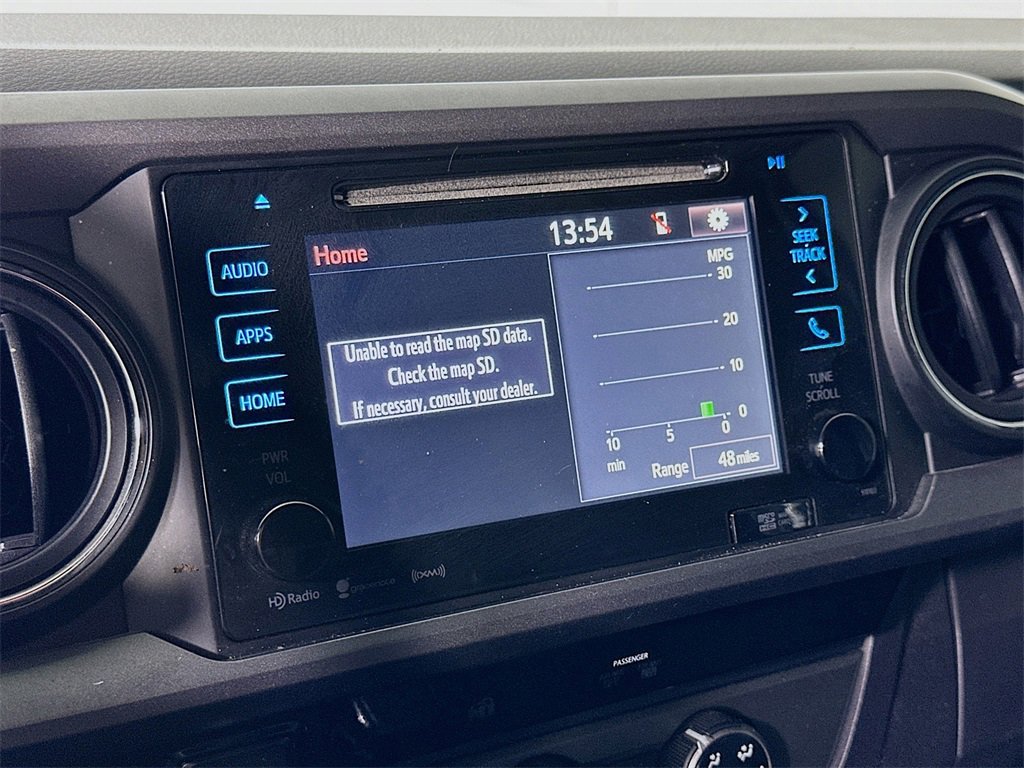 AUDIO
APPS
HOME
PWR
VOL
Home
13:54
Unable to read the map SD data.
Check the map SD.
If necessary, consult your dealer.
MPG
30
20
10
0
10 5 0
min
Range 48 miles
SEEK
TRACK
TUNE
SCROLL
HD Radio
gracenote
((XM))
micro
PASSENGER